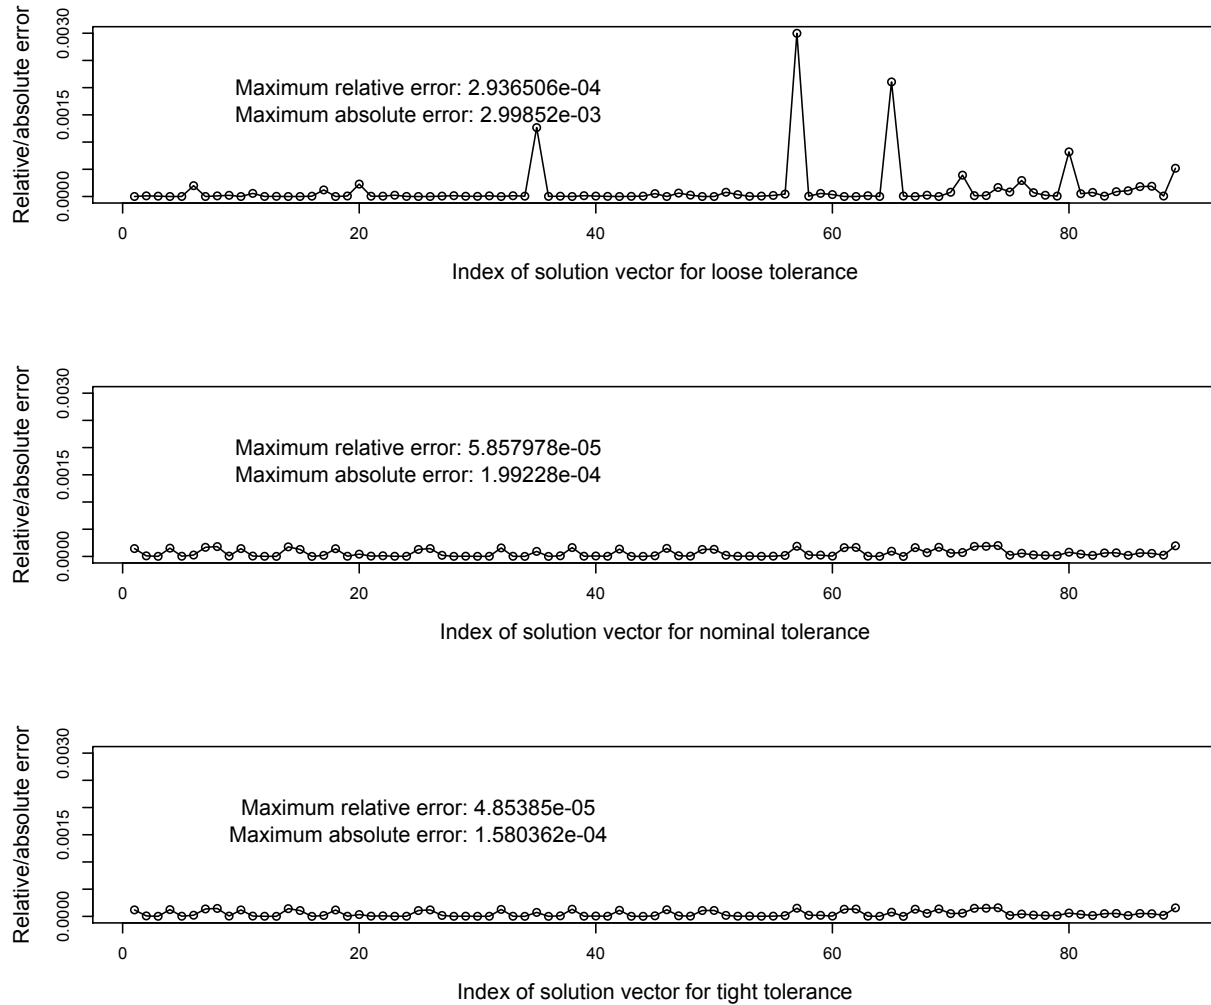 Relative/absolute error
0.0030
0.0015
0.0000
Maximum relative error: 2.936506e-04
Maximum absolute error: 2.99852e-03
0 20 40 60 80
Index of solution vector for loose tolerance
Relative/absolute error
0.0030
0.0015
0.0000
Maximum relative error: 5.857978e-05
Maximum absolute error: 1.99228e-04
0 20 40 60 80
Index of solution vector for nominal tolerance
Relative/absolute error
0.0030
0.0015
0.0000
Maximum relative error: 4.85385e-05
Maximum absolute error: 1.580362e-04
0 20 40 60 80
Index of solution vector for tight tolerance